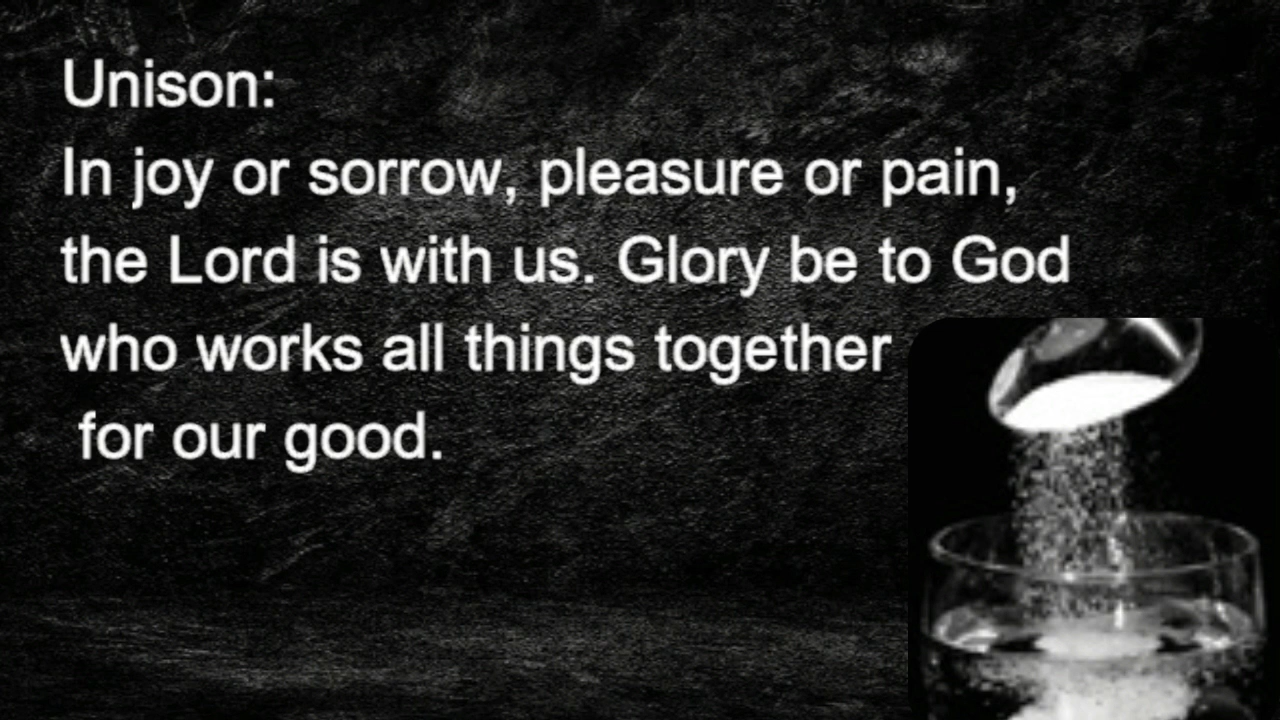 Unison:
In joy or sorrow, pleasure or pain,
the Lord is with us. Glory be to God
who works all things together
for our good.